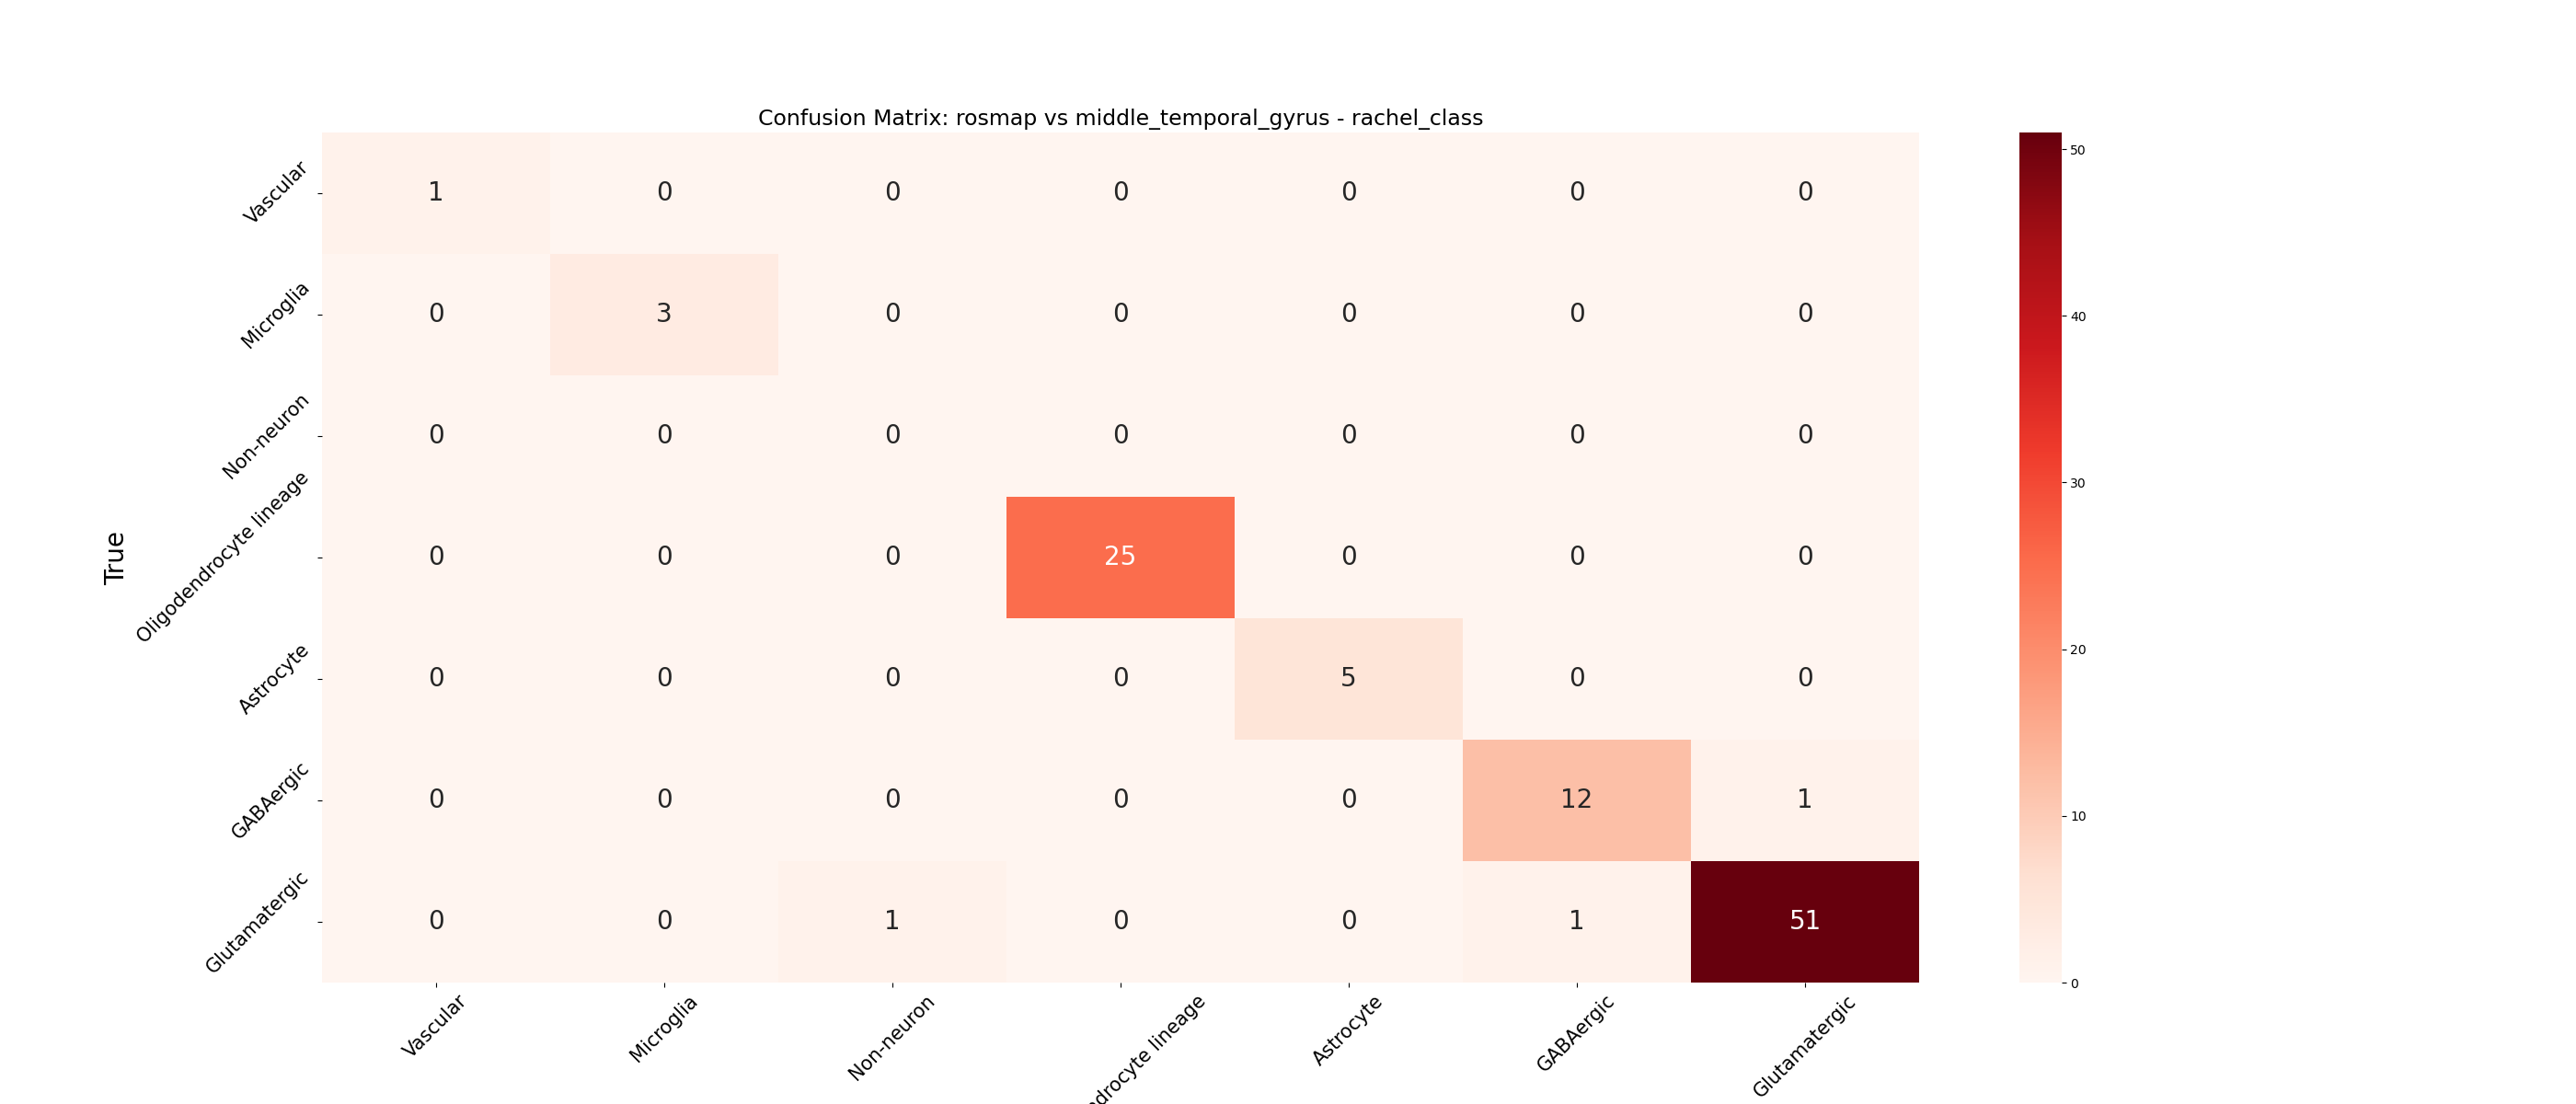 Confusion Matrix: rosmap vs middle_temporal_gyrus - rachel_class
True
Vascular 1 0 0 0 0 0 0
Microglia 0 3 0 0 0 0 0
Non-neuron 0 0 0 0 0 0 0
Oligodendrocyte lineage 0 0 0 25 0 0 0
Astrocyte 0 0 0 0 5 0 0
GABAergic 0 0 0 0 0 12 1
Glutamatergic 0 0 1 0 0 1 51
Vascular Microglia Non-neuron drocyte lineage Astrocyte GABAergic Glutamatergic
50
40
30
20
10
0